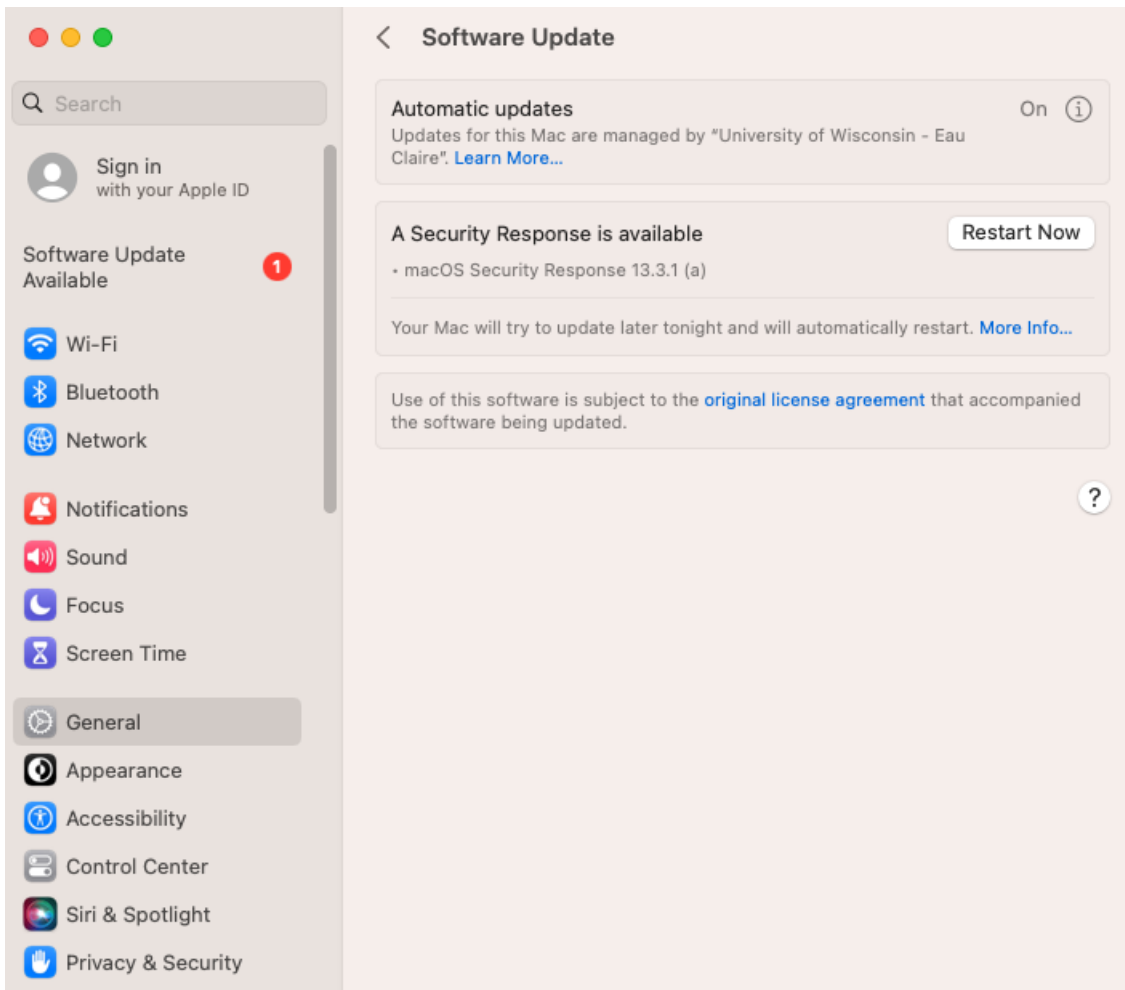 Search
Sign in
with your Apple ID
Software Update
Available
1
Wi-Fi
Bluetooth
Network
Notifications
Sound
Focus
Screen Time
General
Appearance
Accessibility
Control Center
Siri & Spotlight
Privacy & Security
Software Update
Automatic updates
On
Updates for this Mac are managed by "University of Wisconsin - Eau
Claire". Learn More...
A Security Response is available
Restart Now
• macOS Security Response 13.3.1 (a)
Your Mac will try to update later tonight and will automatically restart. More Info...
Use of this software is subject to the original license agreement that accompanied
the software being updated.
?